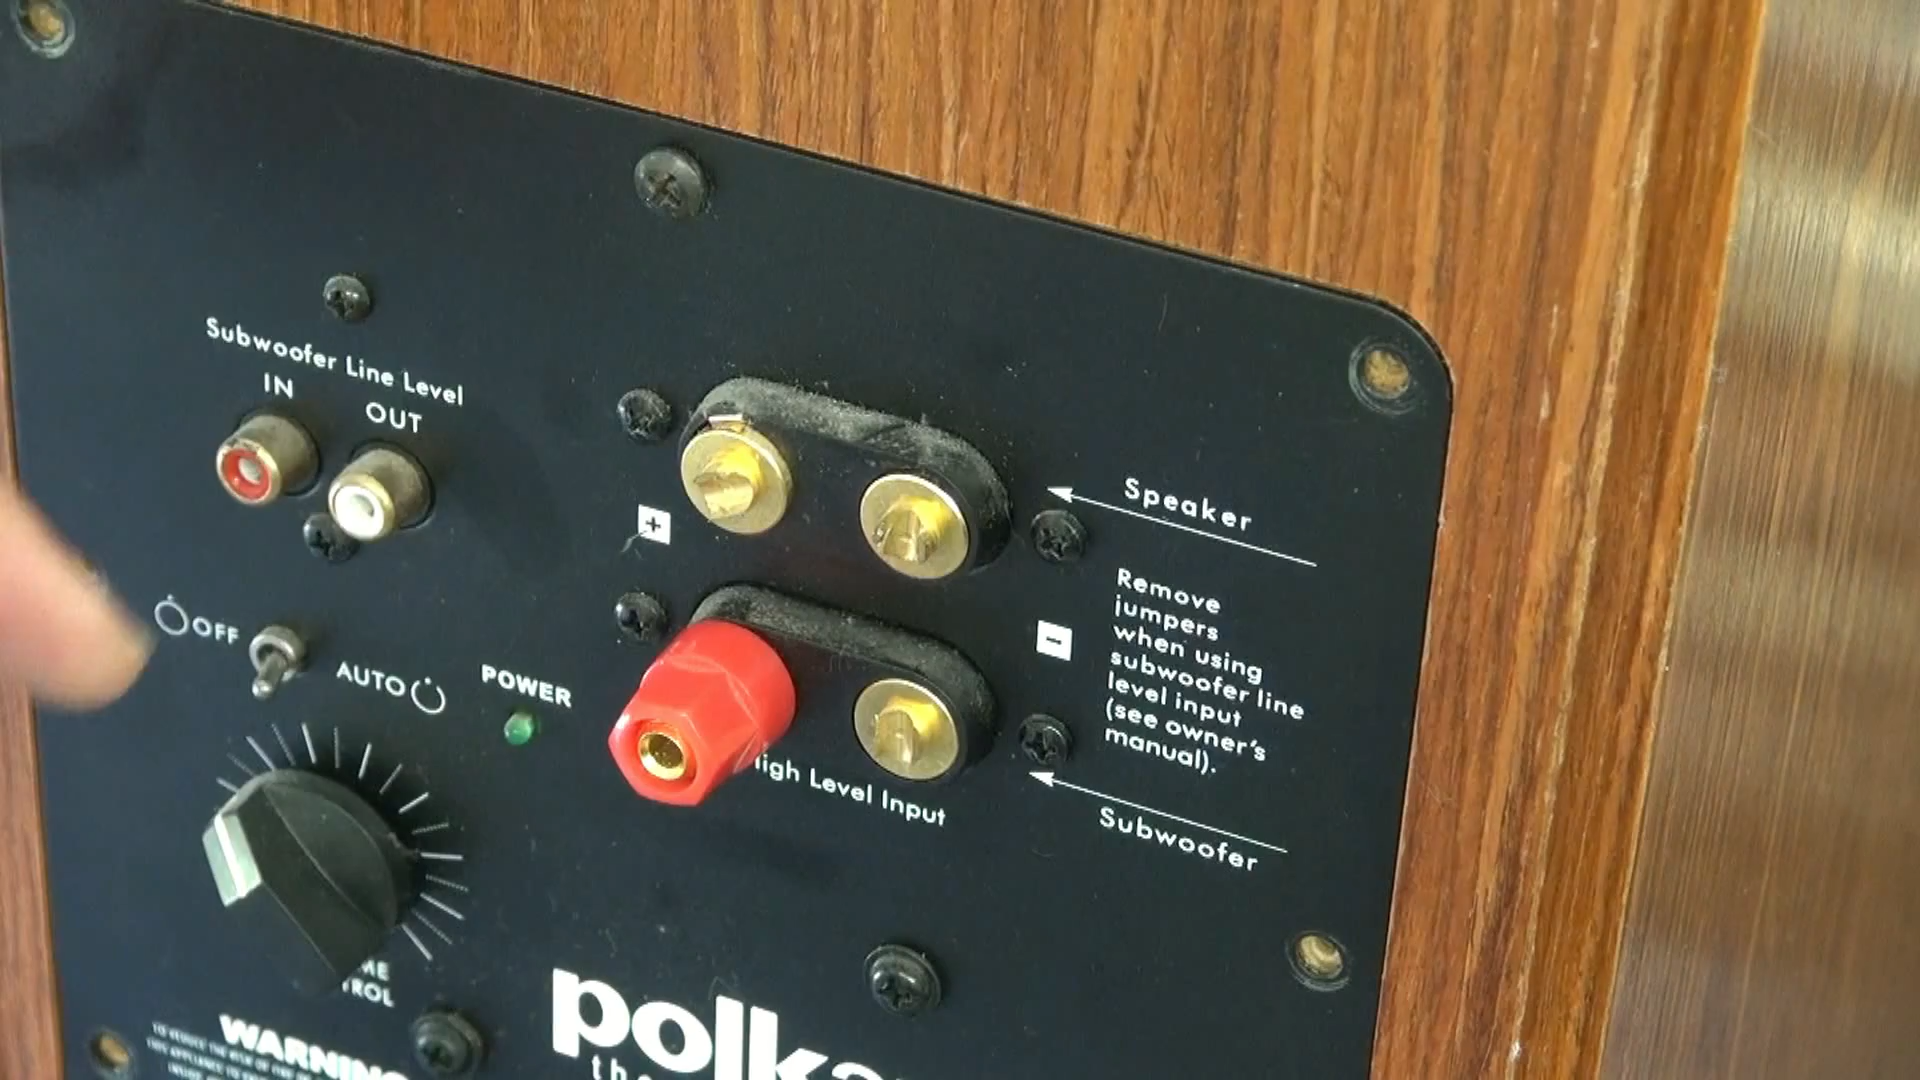 Subwoofer Line Level
IN
OUT
Speaker
+
-
Remove
jumpers
when using
subwoofer line
level input
(see owner's
manual).
OFF
AUTO
POWER
High Level Input
Subwoofer
polk
WARNING